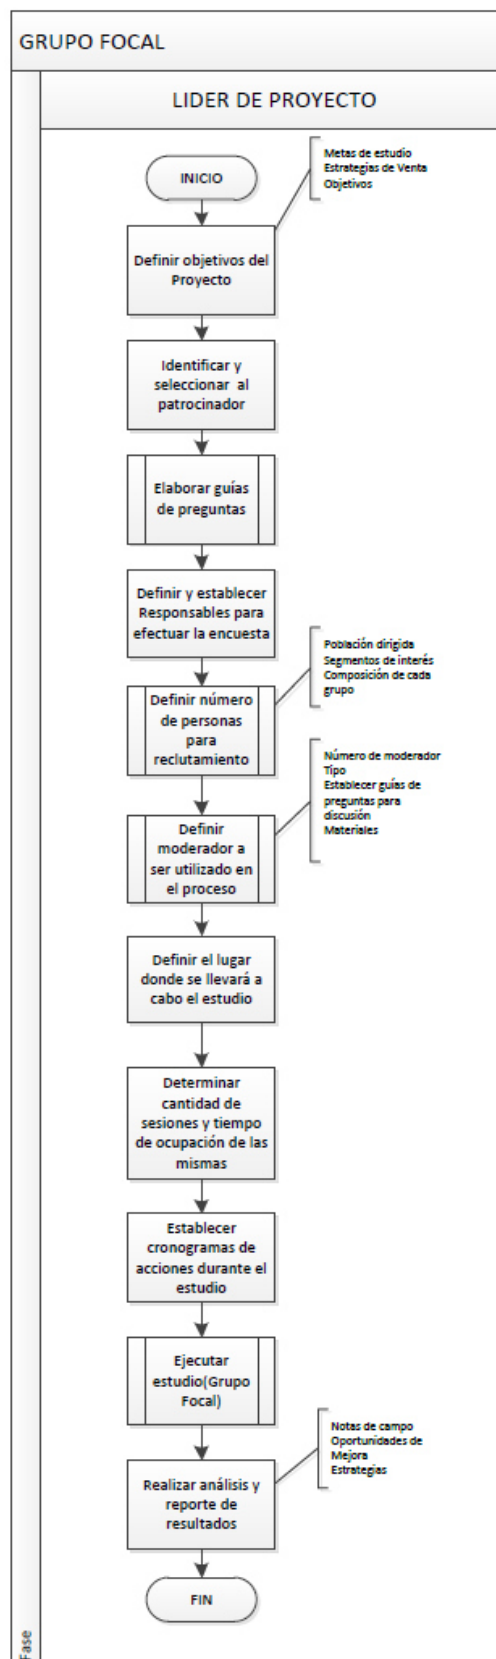 GRUPO FOCAL
LIDER DE PROYECTO
INICIO
Metas de estudio
Estrategias de Venta
Objetivos
Definir objetivos del
Proyecto
Identificar y
seleccionar al
patrocinador
Elaborar guías
de preguntas
Definir y establecer
Responsables para
efectuar la encuesta
Población dirigida
Segmentos de interés
Composición de cada
grupo
Definir número
de personas
para
reclutamiento
Número de moderador
Tipo
Establecer guías de
preguntas para
discusión
Materiales
Definir
moderador a
ser utilizado en
el proceso
Definir el lugar
donde se llevará a
cabo el estudio
Determinar
cantidad de
sesiones y tiempo
de ocupación de las
mismas
Establecer
cronogramas de
acciones durante el
estudio
Ejecutar
estudio(Grupo
Focal)
Notas de campo
Oportunidades de
Mejora
Estrategias
Realizar análisis y
reporte de
resultados
FIN
Fase